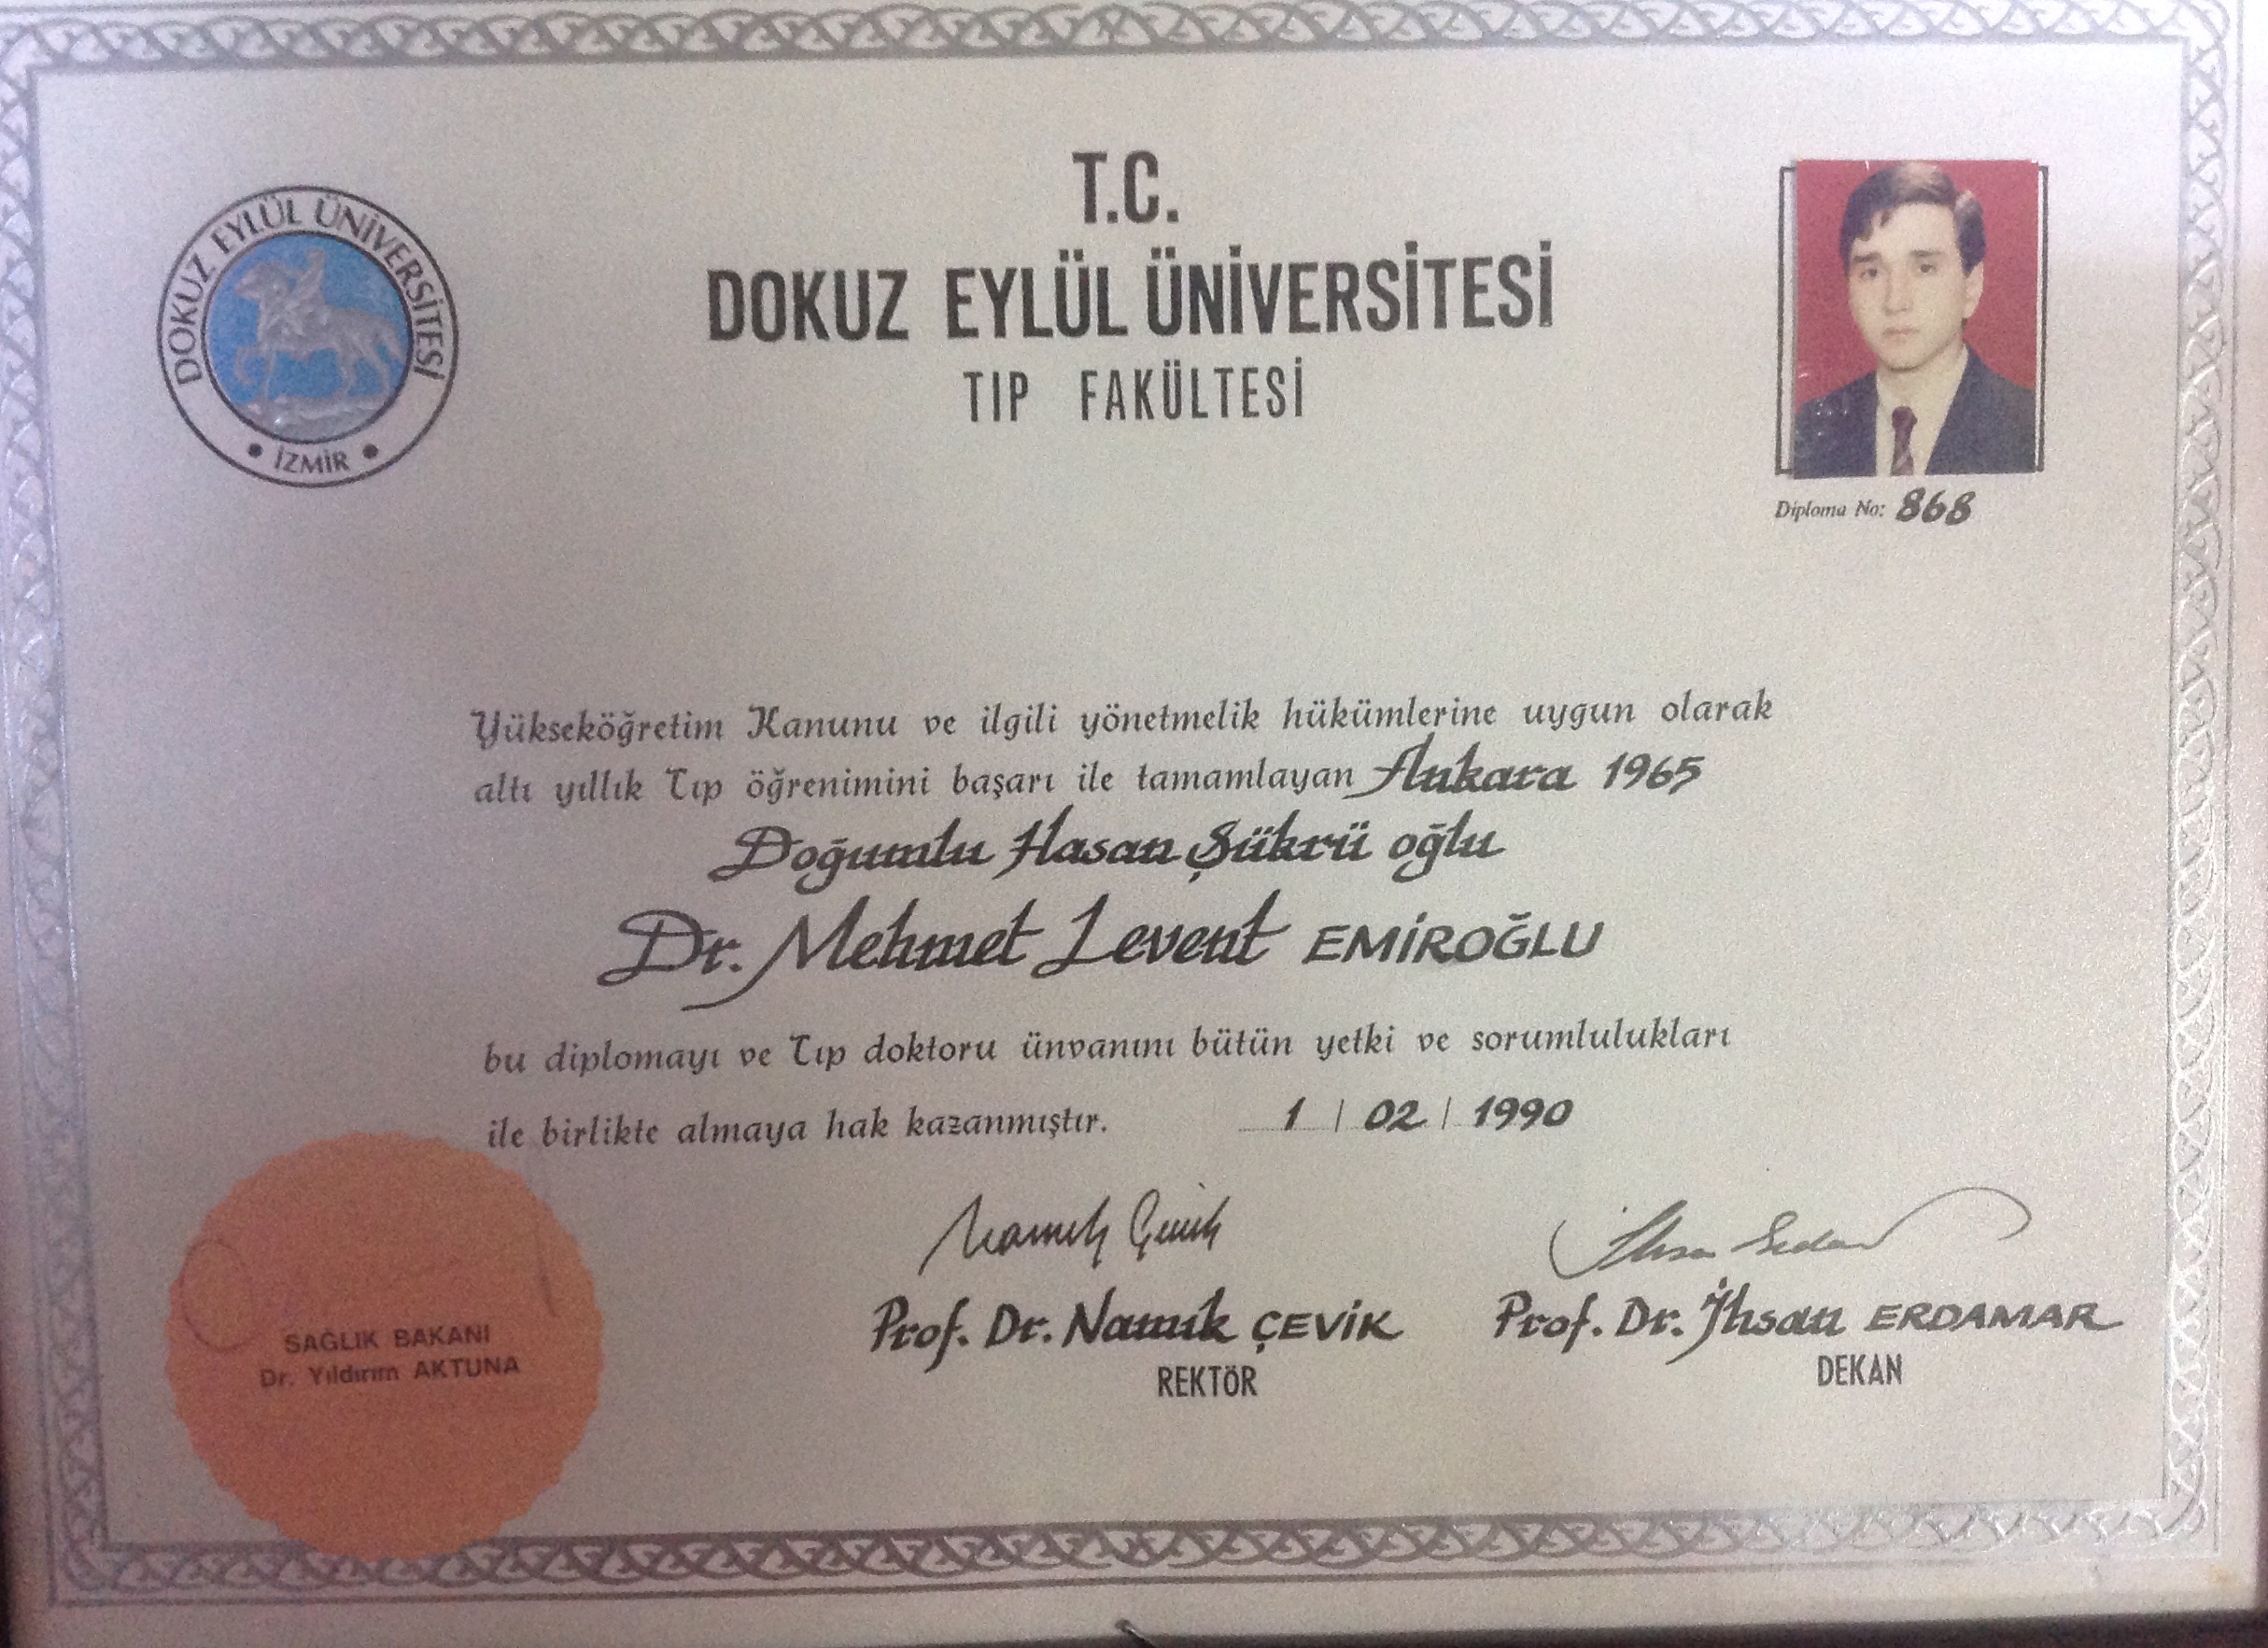 DOKUZ EYLÜL ÜNİVERSİTESİ
• İZMİR •
T.C.
DOKUZ EYLÜL ÜNİVERSİTESİ
TIP FAKÜLTESİ
Diploma No: 868
Yükseköğretim Kanunu ve ilgili yönetmelik hükümlerine uygun olarak
altı yıllık Tıp öğrenimini başarı ile tamamlayan Ankara 1965
Doğumlu Hasan Şükrü oğlu
Dr. Mehmet Levent EMİROĞLU
bu diplomayı ve Tıp doktoru ünvanını bütün yetki ve sorumlulukları
ile birlikte almaya hak kazanmıştır. 1 / 02 / 1990
Prof. Dr. Namık ÇEVİK
REKTÖR
Prof. Dr. İhsan ERDAMAR
DEKAN
SAĞLIK BAKANI
Dr. Yıldırım AKTUNA